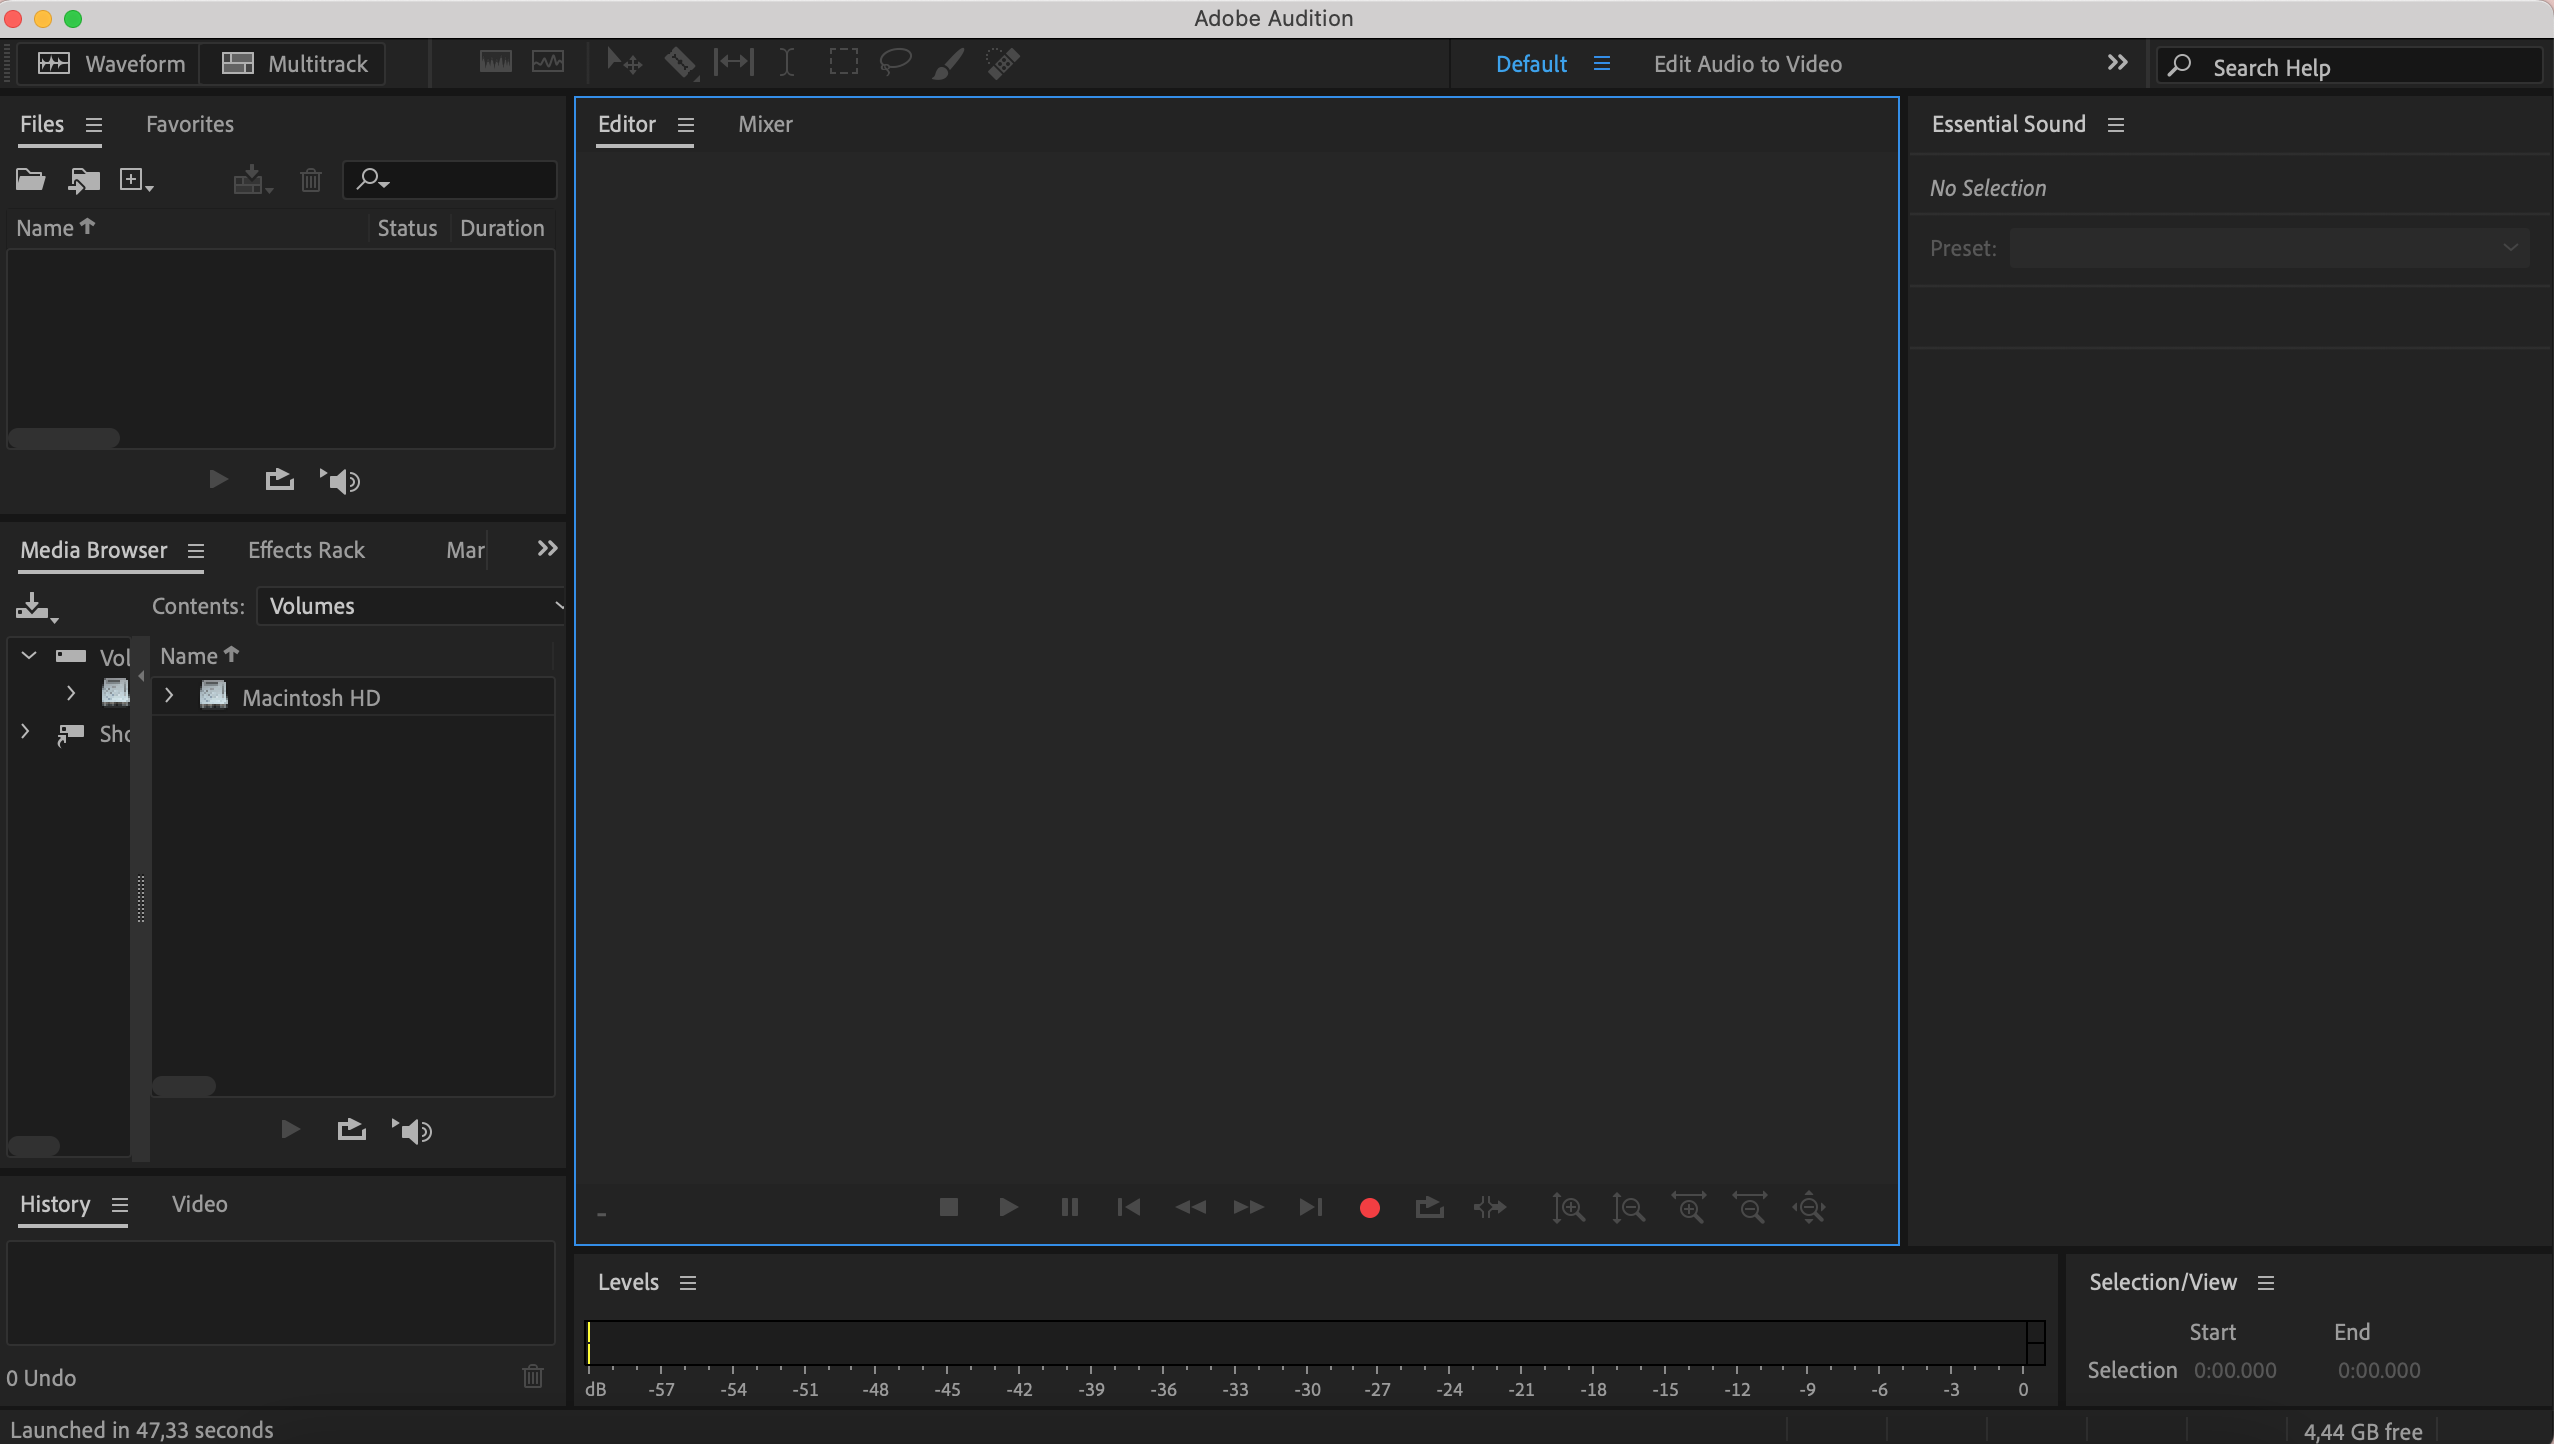 Adobe Audition
Waveform Multitrack Default Edit Audio to Video Search Help
Files Favorites
Name Status Duration
Media Browser Effects Rack Mar
Contents: Volumes
Vol
Sho
Name
Macintosh HD
History Video
0 Undo
Editor Mixer
Levels
dB -57 -54 -51 -48 -45 -42 -39 -36 -33 -30 -27 -24 -21 -18 -15 -12 -9 -6 -3 0
Essential Sound
No Selection
Preset:
Selection/View
Start End
Selection 0:00.000 0:00.000
Launched in 47,33 seconds 4,44 GB free